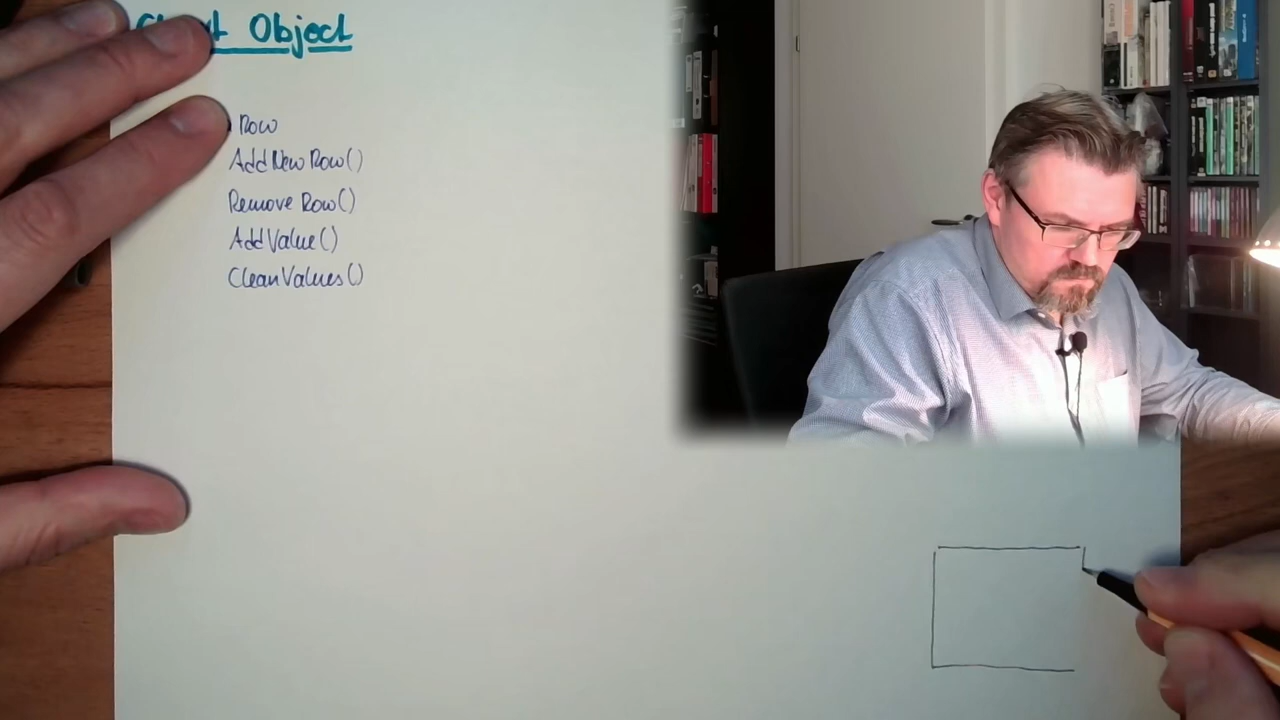 Object
Row
AddNewRow()
RemoveRow()
AddValue()
CleanValues()